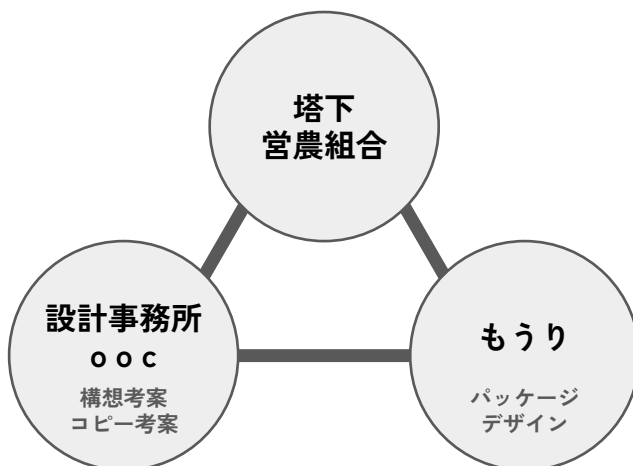 塔下
営農組合
設計事務所
ooc
構想考案
コピー考案
もうり
パッケージ
デザイン